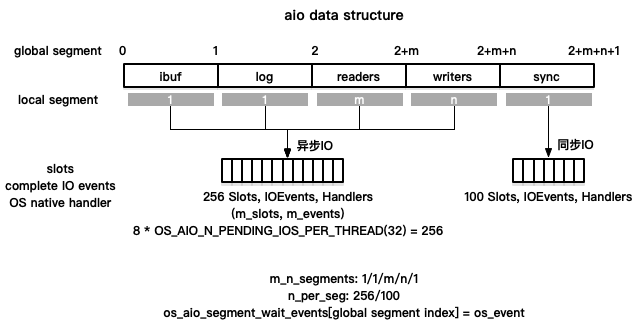 aio data structure
global segment 0 1 2 2+m 2+m+n 2+m+n+1
ibuf log readers writers sync
local segment 1 1 m n 1
异步IO 同步IO
slots
complete IO events
OS native handler
256 Slots, IOEvents, Handlers
(m_slots, m_events)
8 * OS_AIO_N_PENDING_IOS_PER_THREAD(32) = 256
100 Slots, IOEvents, Handlers
m_n_segments: 1/1/m/n/1
n_per_seg: 256/100
os_aio_segment_wait_events[global segment index] = os_event